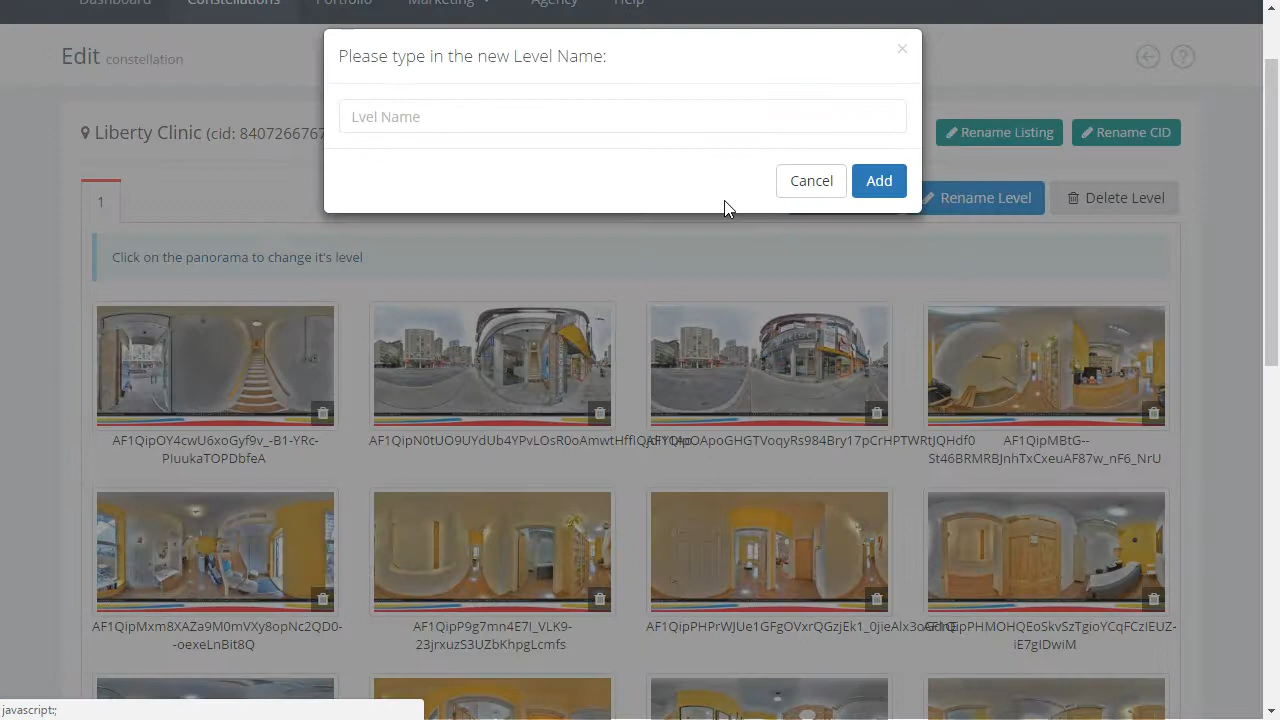 Dashboard Constellations Portfolio Marketing Agency Help
Please type in the new Level Name: ×
Edit constellation
Lvel Name
Liberty Clinic (cid: 8407266767
Rename Listing Rename CID
Cancel Add
1
Rename Level Delete Level
Click on the panorama to change it's level
AF1QipOY4cwU6xoGyf9v_-B1-YRc-
PIuukaTOPDbfeA
AF1QipMBtG--
St46BRMRBJnhTxCxeuAF87w_nF6_NrU
AF1QipMxm8XAZa9M0mVXy8opNc2QD0-
-oexeLnBit8Q
AF1QipP9g7mn4E7I_VLK9-
23jrxuzS3UZbKhpgLcmfs
iE7gIDwiM
javascript:;